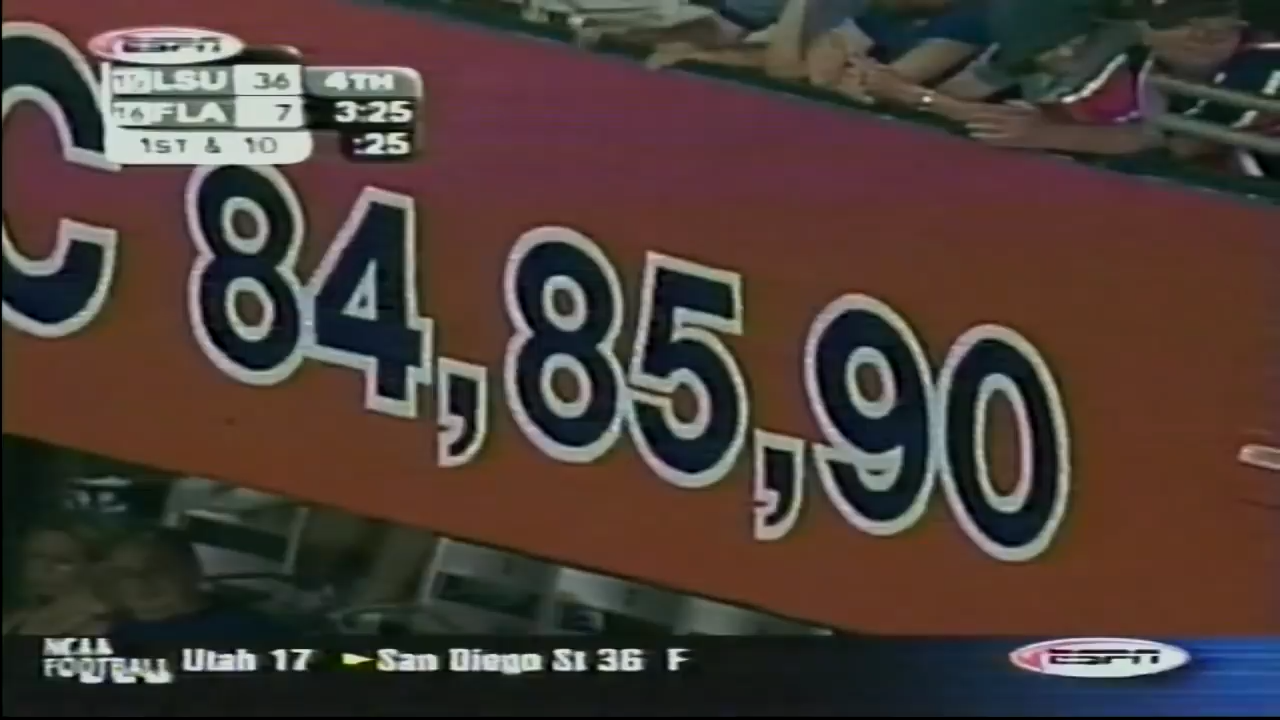 ESPN
LSU 36 4TH
16 FLA 7 3:25
1ST & 10 :25
C 84,85,90
NCAA
FOOTBALL
Utah 17 San Diego St 36 F
ESPN